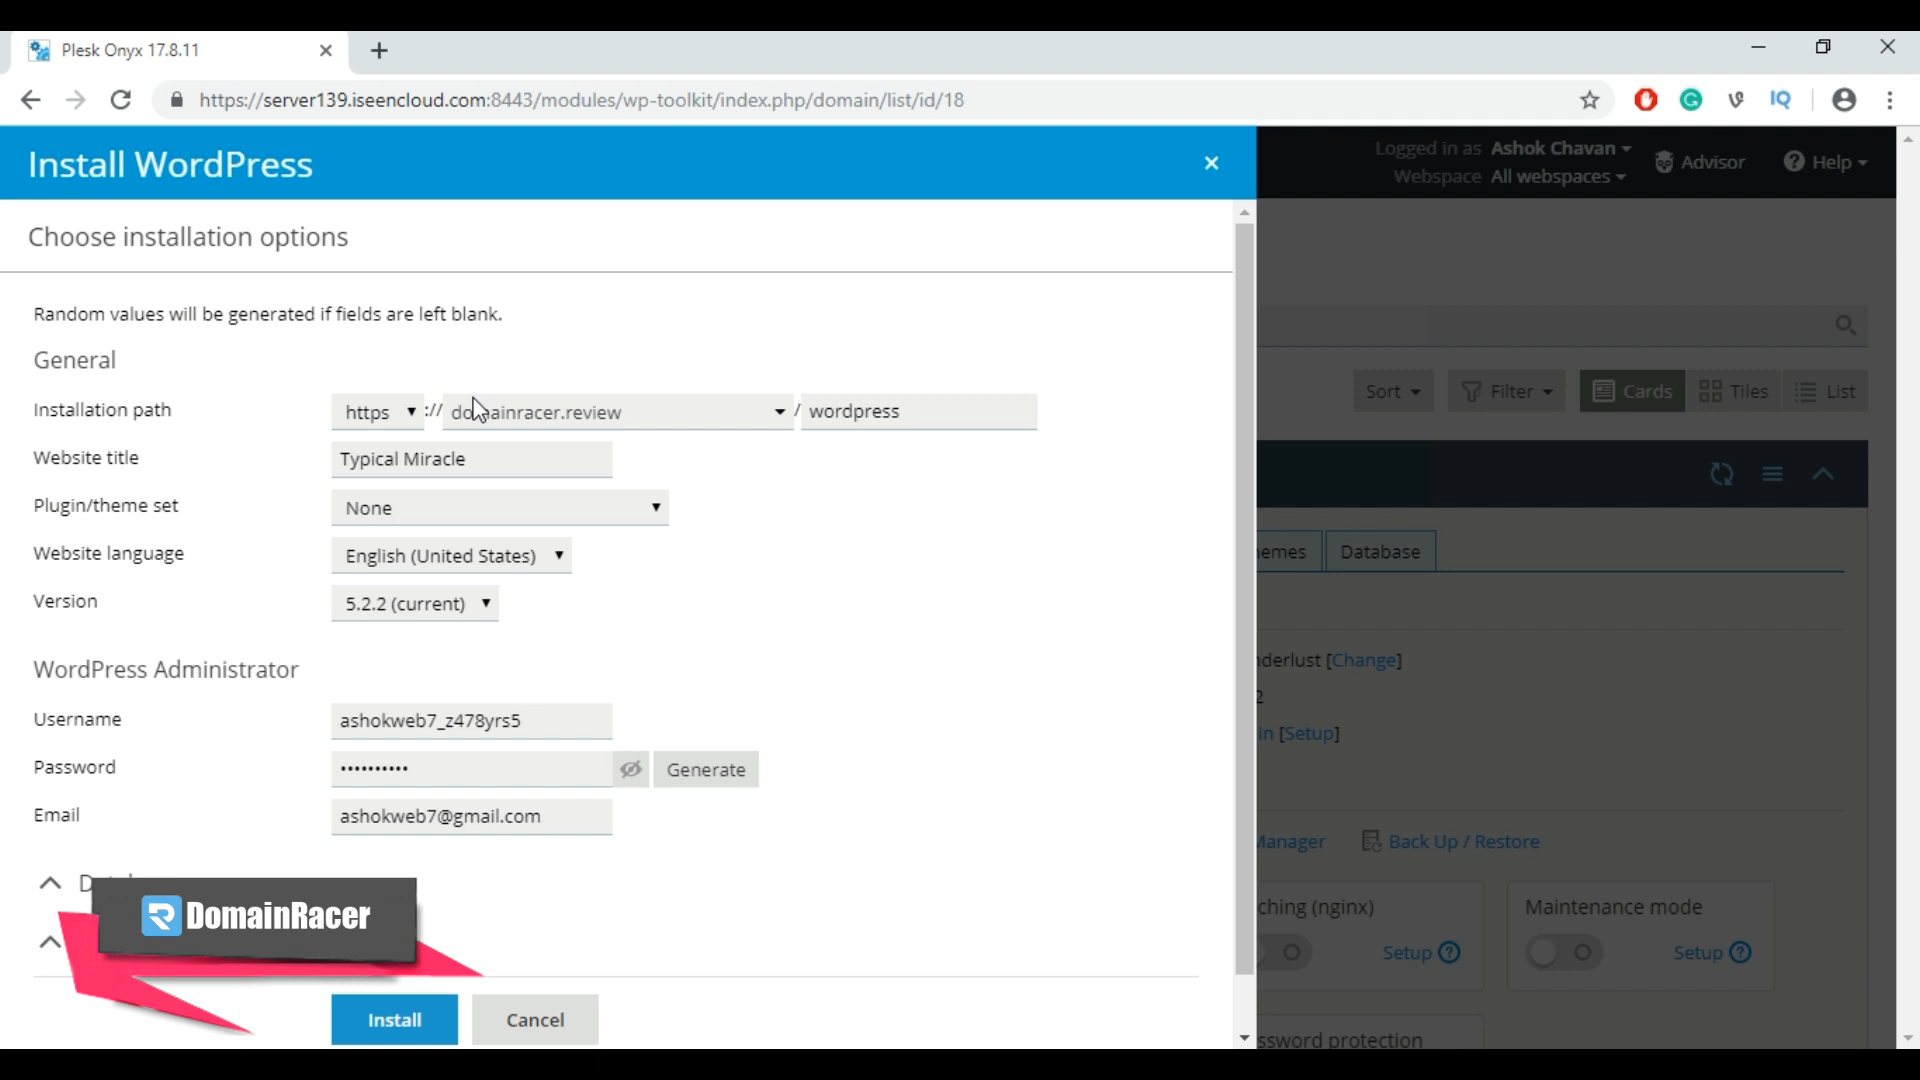 Plesk Onyx 17.8.11
https://server139.iseencloud.com:8443/modules/wp-toolkit/index.php/domain/list/id/18
IQ
Install WordPress
Logged in as Ashok Chavan
Webspace All webspaces
Advisor
Help
Choose installation options
Random values will be generated if fields are left blank.
General
Installation path https :// domainracer.review / wordpress
Sort Filter Cards Tiles List
Website title Typical Miracle
Plugin/theme set None
Website language English (United States)
emes Database
Version 5.2.2 (current)
WordPress Administrator
derlust [Change]
2
in [Setup]
Username ashokweb7_z478yrs5
Password •••••••••• Generate
Email ashokweb7@gmail.com
Manager Back Up / Restore
DomainRacer
ching (nginx) Maintenance mode
Setup Setup
Install Cancel
ssword protection